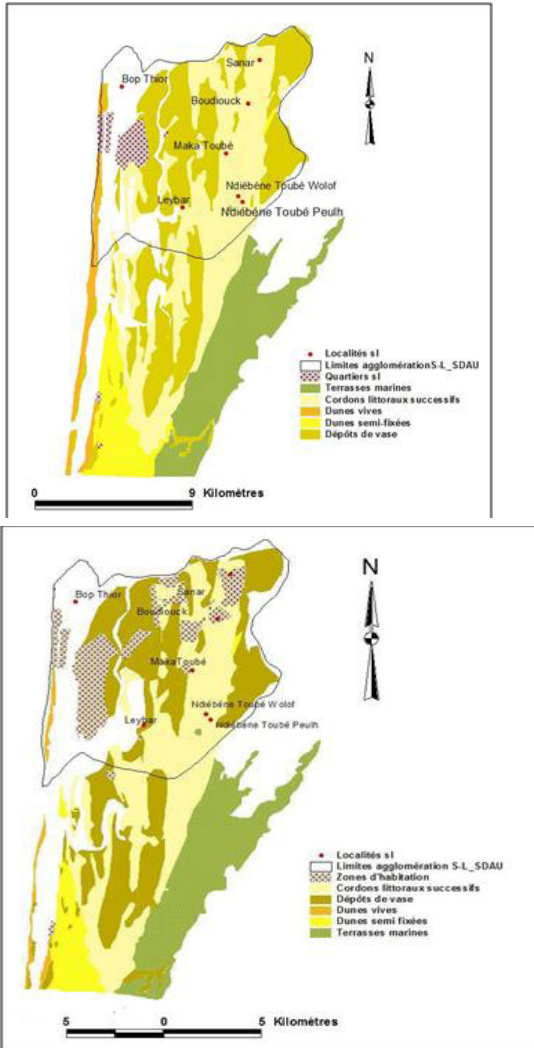 N
Sanar
Bop Thior
Boudiouck
Maka Toubé
Ndiébène Toubé Wolof
Leybar
Ndiébène Toubé Peulh
Localités sl
Limites agglomérationS-L_SDAU
Quartiers sl
Terrasses marines
Cordons littoraux successifs
Dunes vives
Dunes semi-fixées
Dépôts de vase
0 9 Kilomètres
N
Sanar
Bop Thior
Boudiouck
MakaToubé
Ndiébène Toubé Wolof
Leybar
Ndiébène Toubé Peulh
Localités sl
Limites agglomération S-L_SDAU
Zones d'habitation
Cordons littoraux successifs
Dépôts de vase
Dunes vives
Dunes semi fixées
Terrasses marines
5 0 5 Kilomètres